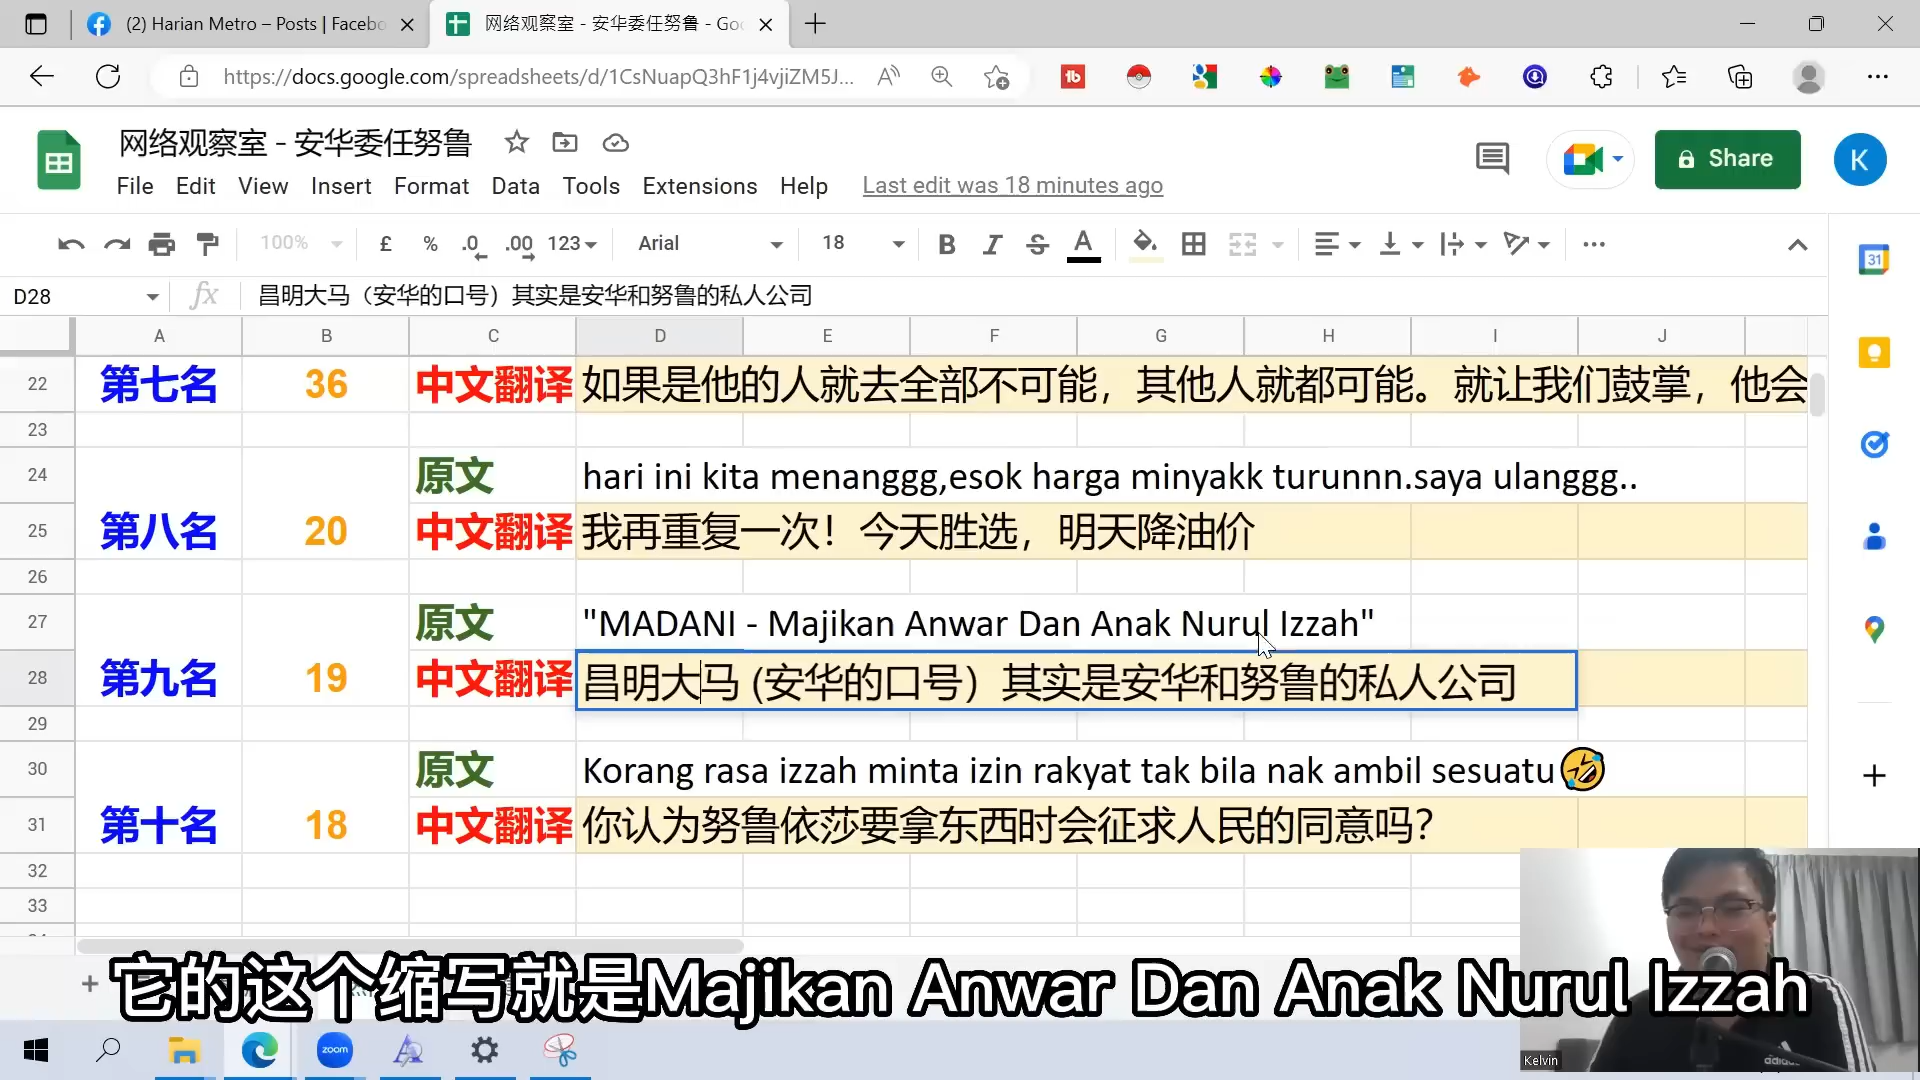 (2) Harian Metro – Posts | Facebo
网络观察室 - 安华委任努鲁 - Goo
https://docs.google.com/spreadsheets/d/1CsNuapQ3hF1j4vjiZM5J...
网络观察室 - 安华委任努鲁
File Edit View Insert Format Data Tools Extensions Help Last edit was 18 minutes ago
Share
K
100% £ % .0 .00 123 Arial 18 B I S A
31
D28 fx 昌明大马（安华的口号）其实是安华和努鲁的私人公司
A B C D E F G H I J
22 第七名 36 中文翻译 如果是他的人就去全部不可能，其他人就都可能。就让我们鼓掌，他会
23
24 原文 hari ini kita menanggg,esok harga minyakk turunnn.saya ulanggg..
25 第八名 20 中文翻译 我再重复一次！今天胜选，明天降油价
26
27 原文 "MADANI - Majikan Anwar Dan Anak Nurul Izzah"
28 第九名 19 中文翻译 昌明大马 (安华的口号）其实是安华和努鲁的私人公司
29
30 原文 Korang rasa izzah minta izin rakyat tak bila nak ambil sesuatu🤣
31 第十名 18 中文翻译 你认为努鲁依莎要拿东西时会征求人民的同意吗？
32
33
它的这个缩写就是Majikan Anwar Dan Anak Nurul Izzah
zoom
Kelvin
adidas